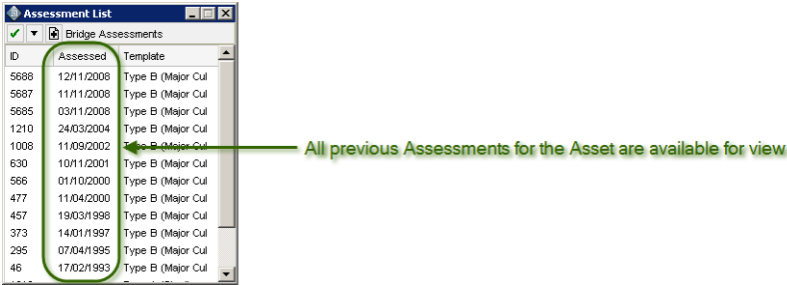 Assessment List
Bridge Assessments
ID Assessed Template
5688 12/11/2008 Type B (Major Cul
5687 11/11/2008 Type B (Major Cul
5685 03/11/2008 Type B (Major Cul
1210 24/03/2004 Type B (Major Cul
1008 11/09/2002 Type B (Major Cul
630 10/11/2001 Type B (Major Cul
566 01/10/2000 Type B (Major Cul
477 11/04/2000 Type B (Major Cul
457 19/03/1998 Type B (Major Cul
373 14/01/1997 Type B (Major Cul
295 07/04/1995 Type B (Major Cul
46 17/02/1993 Type B (Major Cul
All previous Assessments for the Asset are available for view